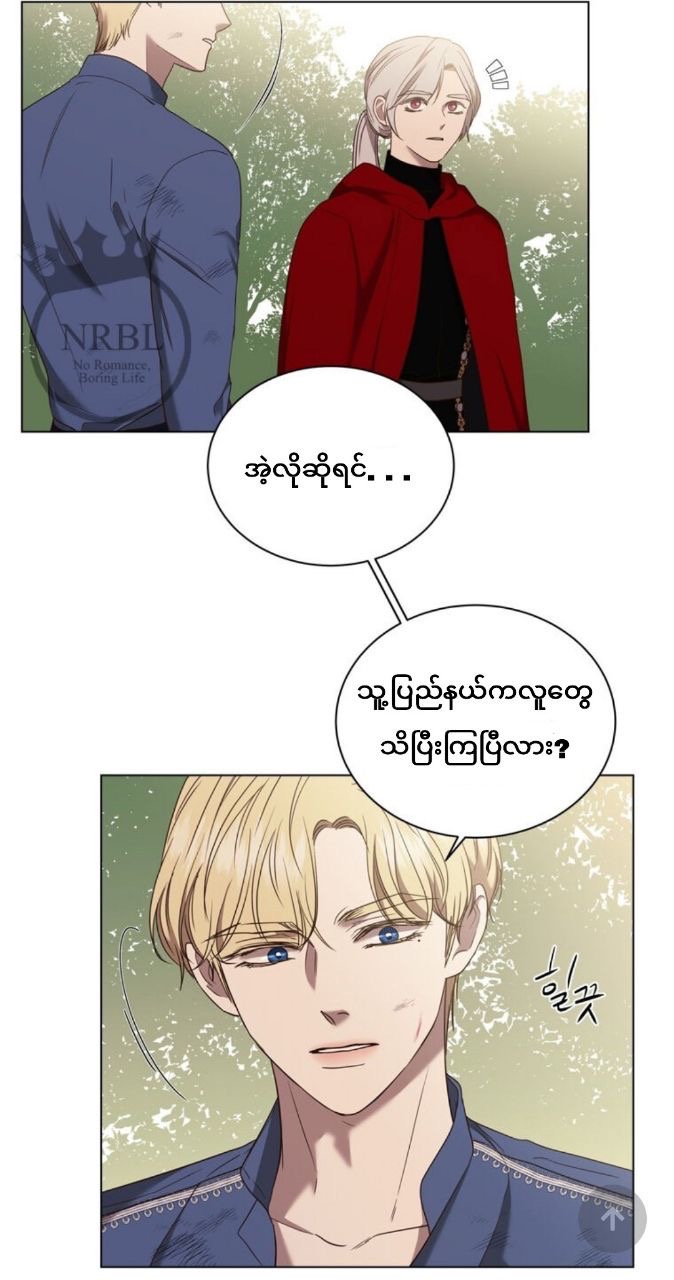 NRBL
No Romance,
Boring Life
အဲ့လိုဆိုရင်. . .
သူ့ပြည်နယ်ကလူတွေ
သိပြီးကြပြီလား?
힐끗